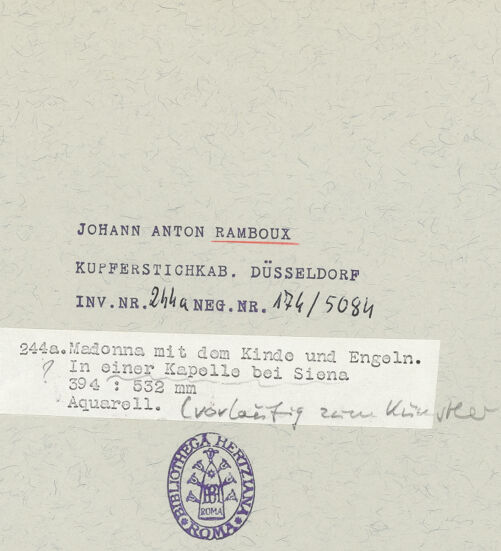 JOHANN ANTON RAMBOUX
KUPFERSTICHKAB. DÜSSELDORF
INV.NR. 244a NEG.NR. 174/5084
244a. Madonna mit dem Kinde und Engeln.
? In einer Kapelle bei Siena
394 : 532 mm
Aquarell. (vorläufig zum Künstler
BIBLIOTHECA HERTZIANA
ROMA
ROMA